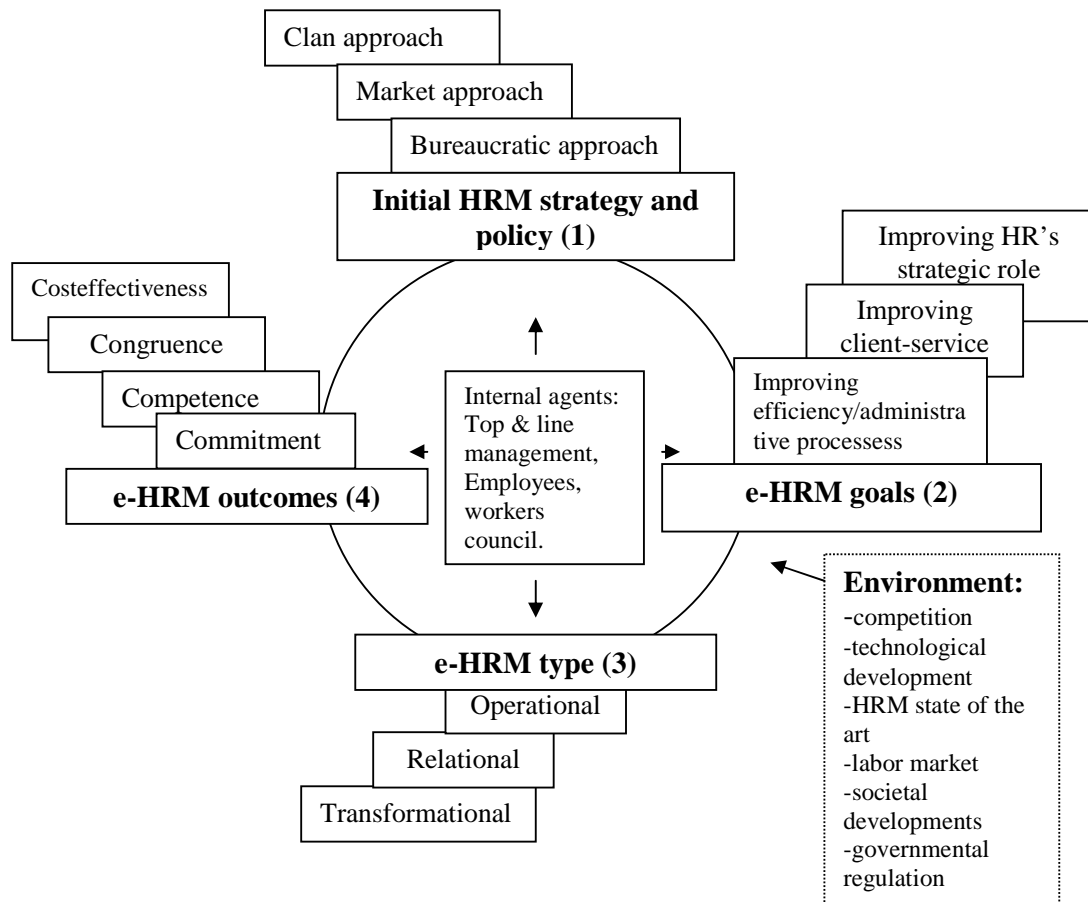 Clan approach
Market approach
Bureaucratic approach
Initial HRM strategy and
policy (1)
Improving HR's
strategic role
Improving
client-service
Improving
efficiency/administra
tive processess
e-HRM goals (2)
Costeffectiveness
Congruence
Competence
Commitment
e-HRM outcomes (4)
Internal agents:
Top & line
management,
Employees,
workers
council.
e-HRM type (3)
Operational
Relational
Transformational
Environment:
-competition
-technological
development
-HRM state of the
art
-labor market
-societal
developments
-governmental
regulation